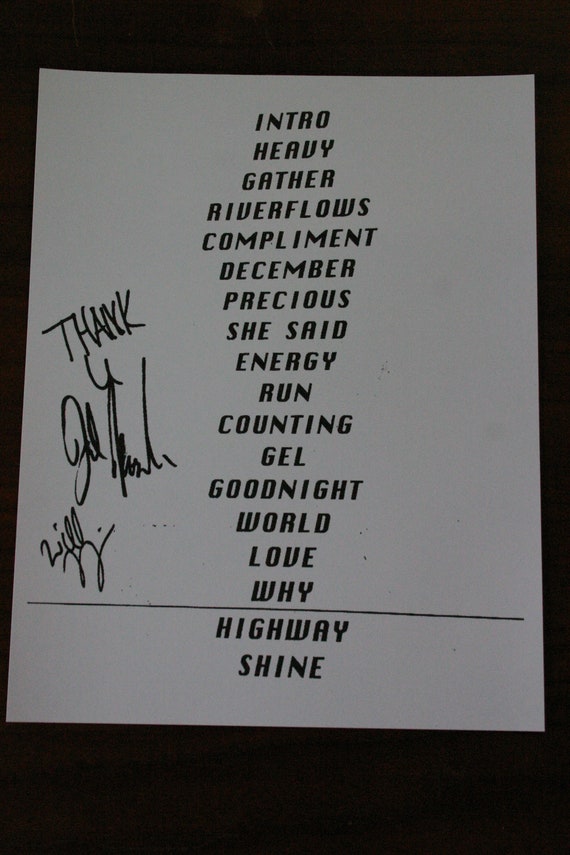 INTRO
HEAVY
GATHER
RIVERFLOWS
COMPLIMENT
DECEMBER
PRECIOUS
SHE SAID
ENERGY
RUN
COUNTING
GEL
GOODNIGHT
WORLD
LOVE
WHY
HIGHWAY
SHINE
THANK
U
Willy.